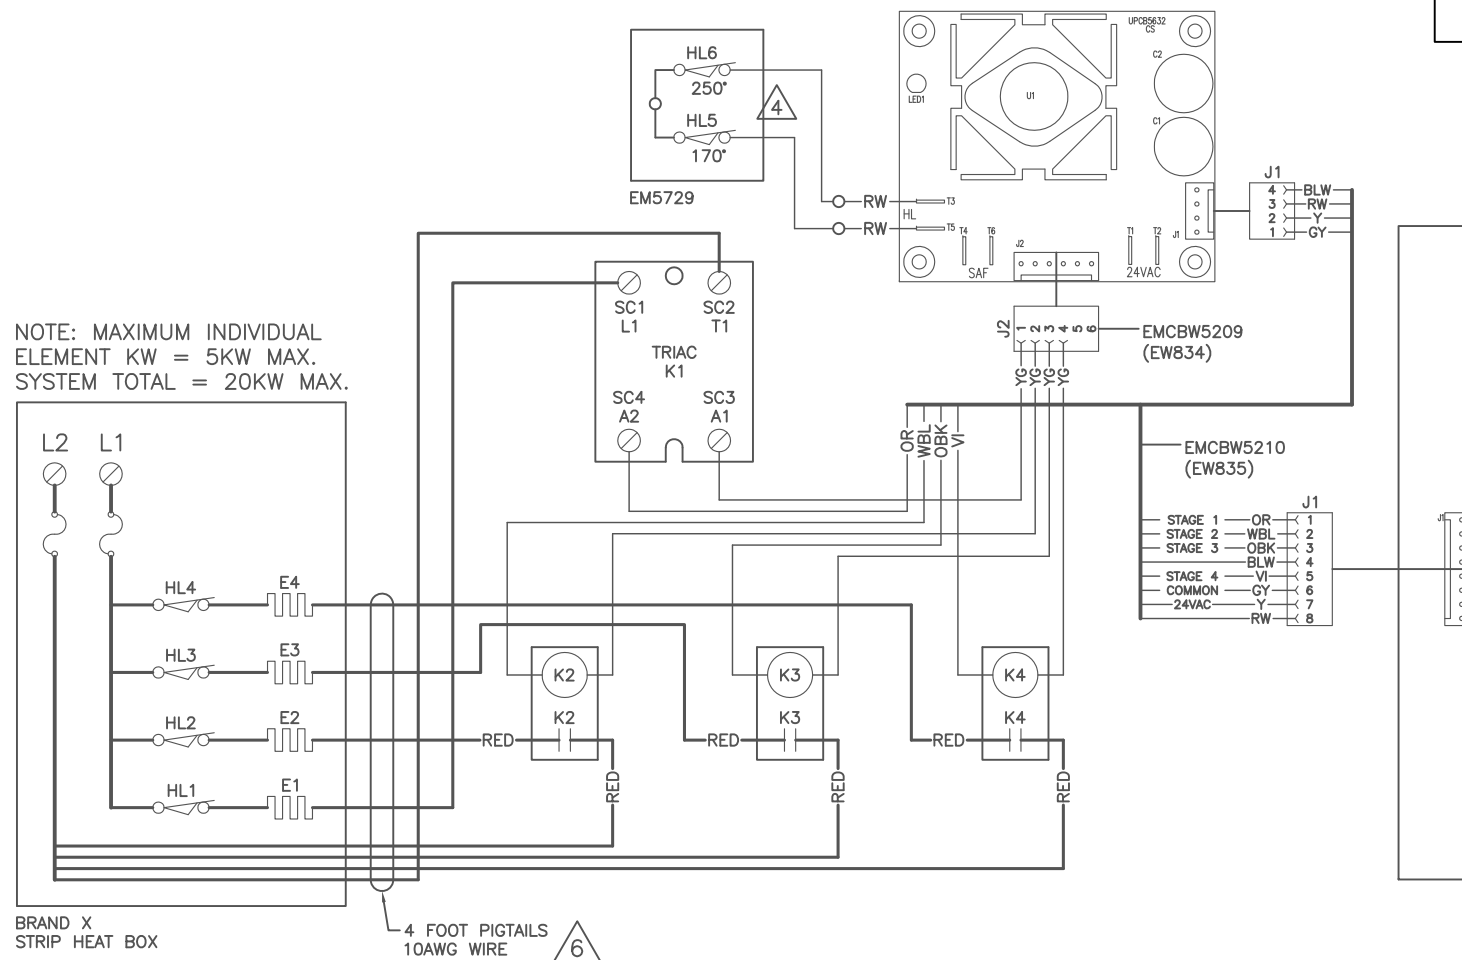 HL6
250°
HL5
170°
4
EM5729
RW
RW
UPCB5632
CS
C2
C1
LED1
U1
T3
HL
T5
T4
T6
SAF
J2
T1
T2
24VAC
J1
J1
4 BLW
3 RW
2 Y
1 GY
J2
1 2 3 4 5 6
YG YG YG YG
EMCBW5209
(EW834)
SC1
L1
SC2
T1
TRIAC
K1
SC4
A2
SC3
A1
OR
WBL
OBK
VI
EMCBW5210
(EW835)
J1
STAGE 1 OR 1
STAGE 2 WBL 2
STAGE 3 OBK 3
BLW 4
STAGE 4 VI 5
COMMON GY 6
24VAC Y 7
RW 8
J1
NOTE: MAXIMUM INDIVIDUAL
ELEMENT KW = 5KW MAX.
SYSTEM TOTAL = 20KW MAX.
L2 L1
HL4 E4
HL3 E3
HL2 E2
HL1 E1
K2
K2
RED
RED
K3
K3
RED
RED
K4
K4
RED
RED
BRAND X
STRIP HEAT BOX
4 FOOT PIGTAILS
10AWG WIRE
6